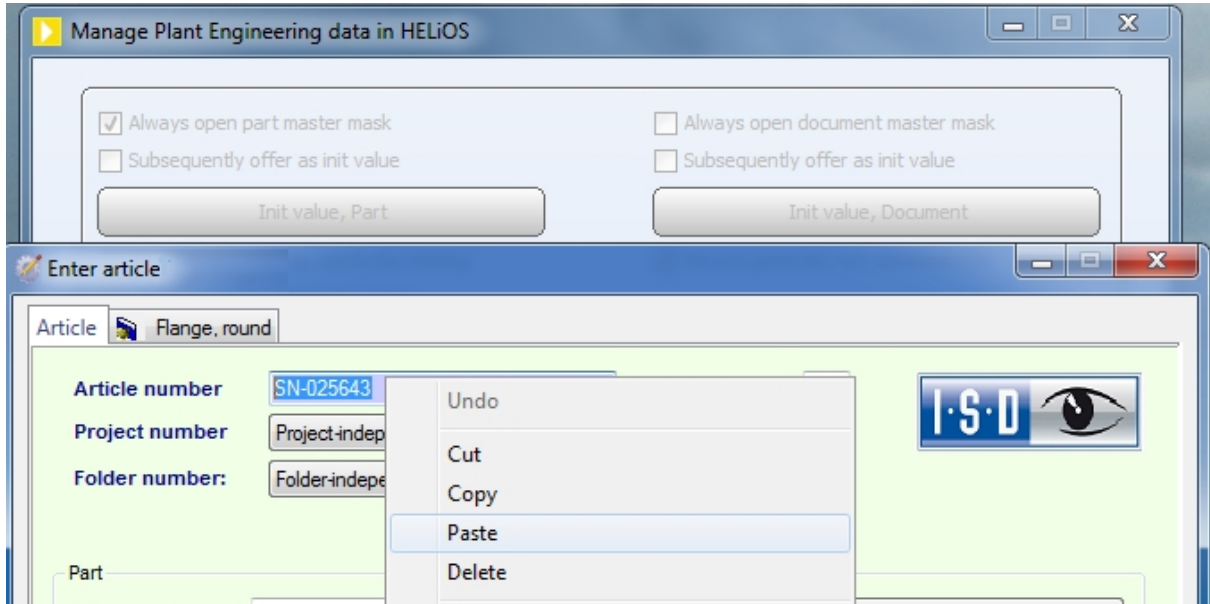 Manage Plant Engineering data in HELiOS
Always open part master mask
Always open document master mask
Subsequently offer as init value
Subsequently offer as init value
Init value, Part
Init value, Document
Enter article
Article
Flange, round
Article number
SN-025643
Project number
Project-indep
Folder number:
Folder-indepe
Undo
Cut
Copy
Paste
Delete
I·S·D
Part